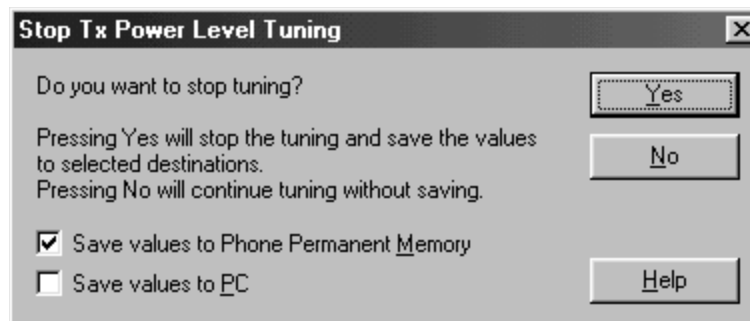 Stop Tx Power Level Tuning
Do you want to stop tuning?
Yes
Pressing Yes will stop the tuning and save the values
to selected destinations.
Pressing No will continue tuning without saving.
No
Save values to Phone Permanent Memory
Save values to PC
Help